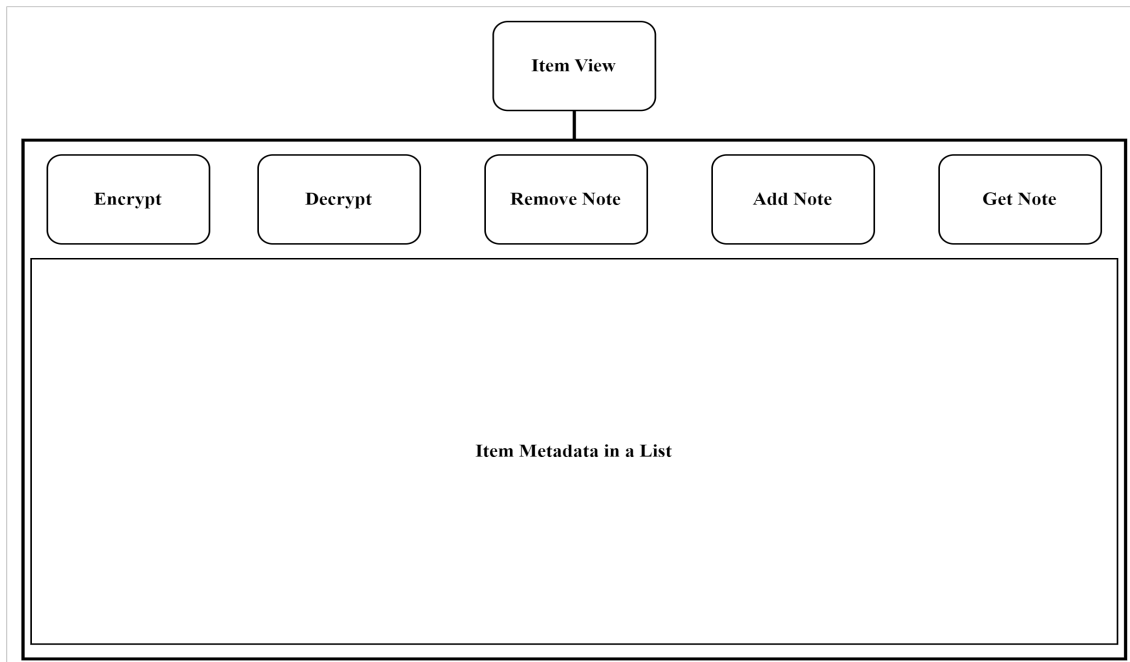 Item View
Encrypt
Decrypt
Remove Note
Add Note
Get Note
Item Metadata in a List